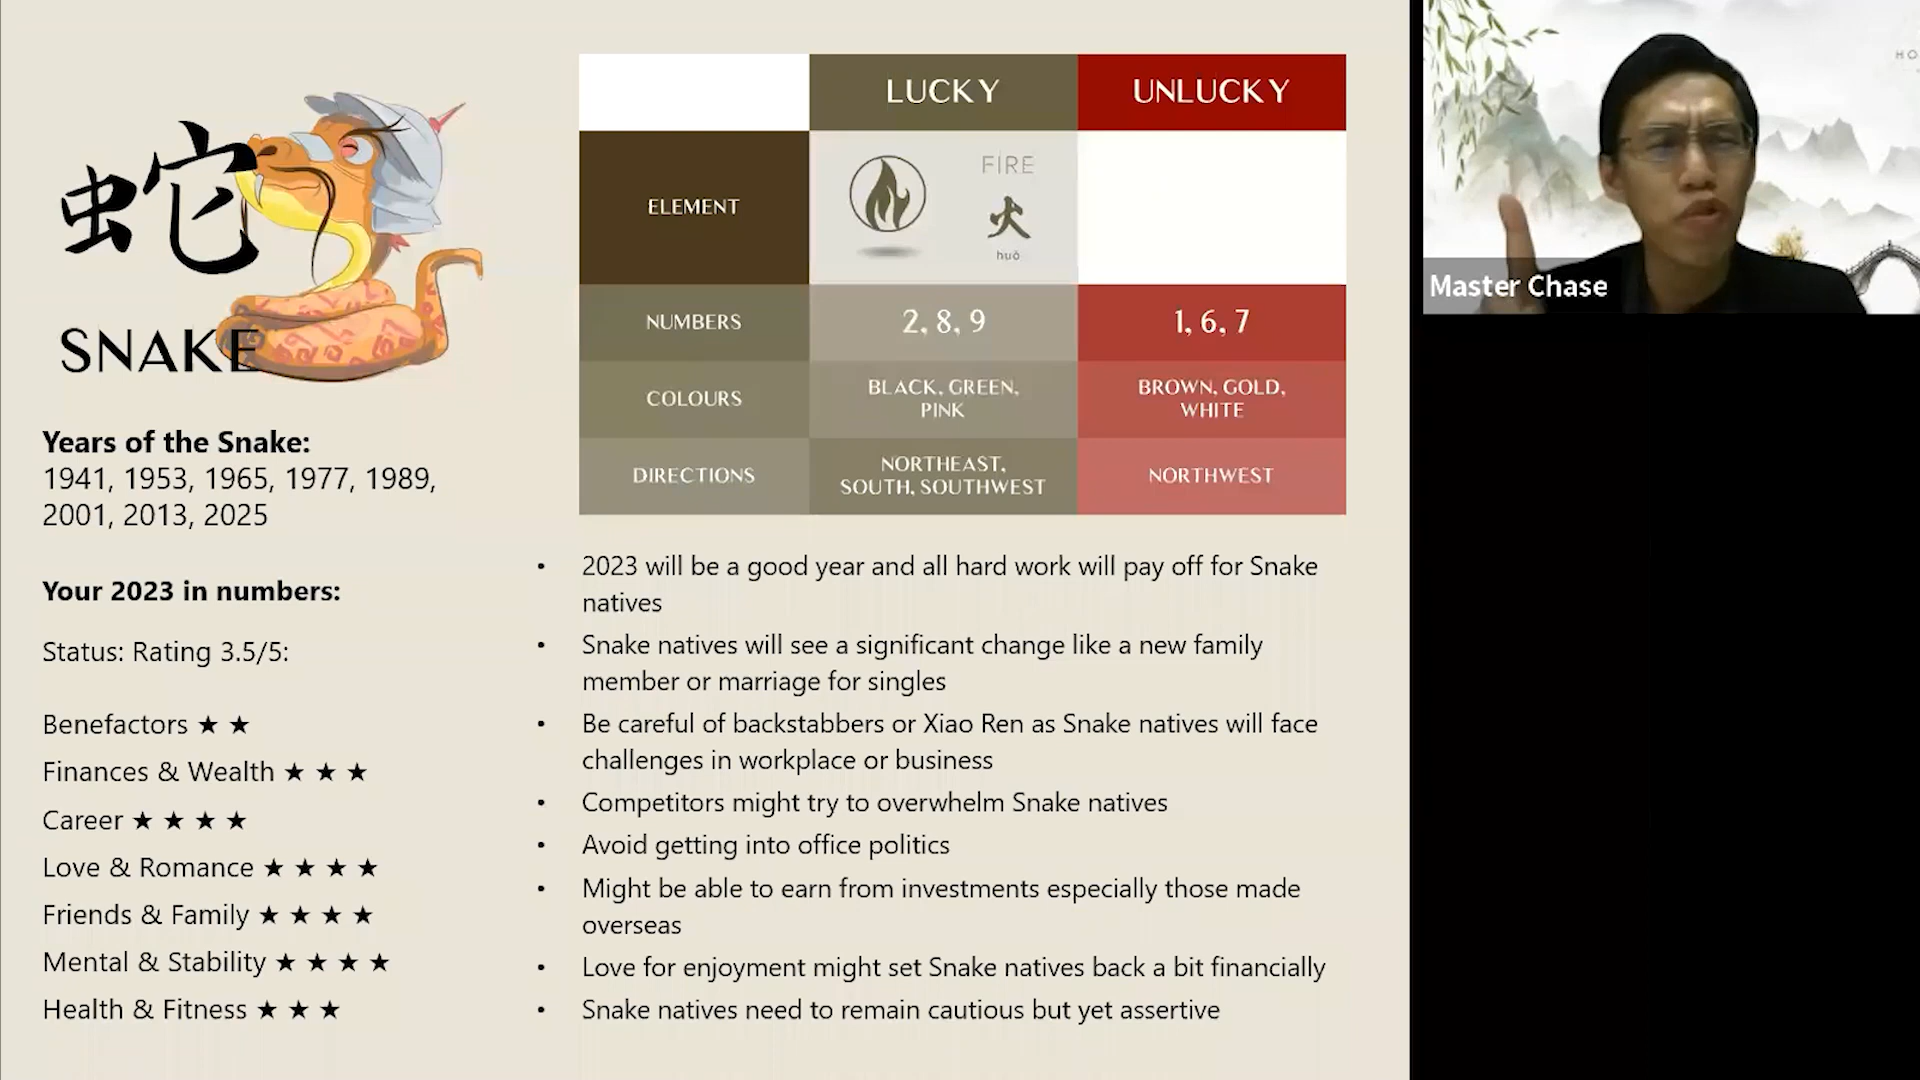 蛇
SNAKE
Years of the Snake:
1941, 1953, 1965, 1977, 1989,
2001, 2013, 2025
Your 2023 in numbers:
Status: Rating 3.5/5:
Benefactors ★ ★
Finances & Wealth ★ ★ ★
Career ★ ★ ★ ★
Love & Romance ★ ★ ★ ★
Friends & Family ★ ★ ★ ★
Mental & Stability ★ ★ ★ ★
Health & Fitness ★ ★ ★
LUCKY
UNLUCKY
ELEMENT
FIRE
火
huǒ
NUMBERS
2, 8, 9
1, 6, 7
COLOURS
BLACK, GREEN,
PINK
BROWN, GOLD,
WHITE
DIRECTIONS
NORTHEAST,
SOUTH, SOUTHWEST
NORTHWEST
• 2023 will be a good year and all hard work will pay off for Snake
natives
• Snake natives will see a significant change like a new family
member or marriage for singles
• Be careful of backstabbers or Xiao Ren as Snake natives will face
challenges in workplace or business
• Competitors might try to overwhelm Snake natives
• Avoid getting into office politics
• Might be able to earn from investments especially those made
overseas
• Love for enjoyment might set Snake natives back a bit financially
• Snake natives need to remain cautious but yet assertive
HO
Master Chase